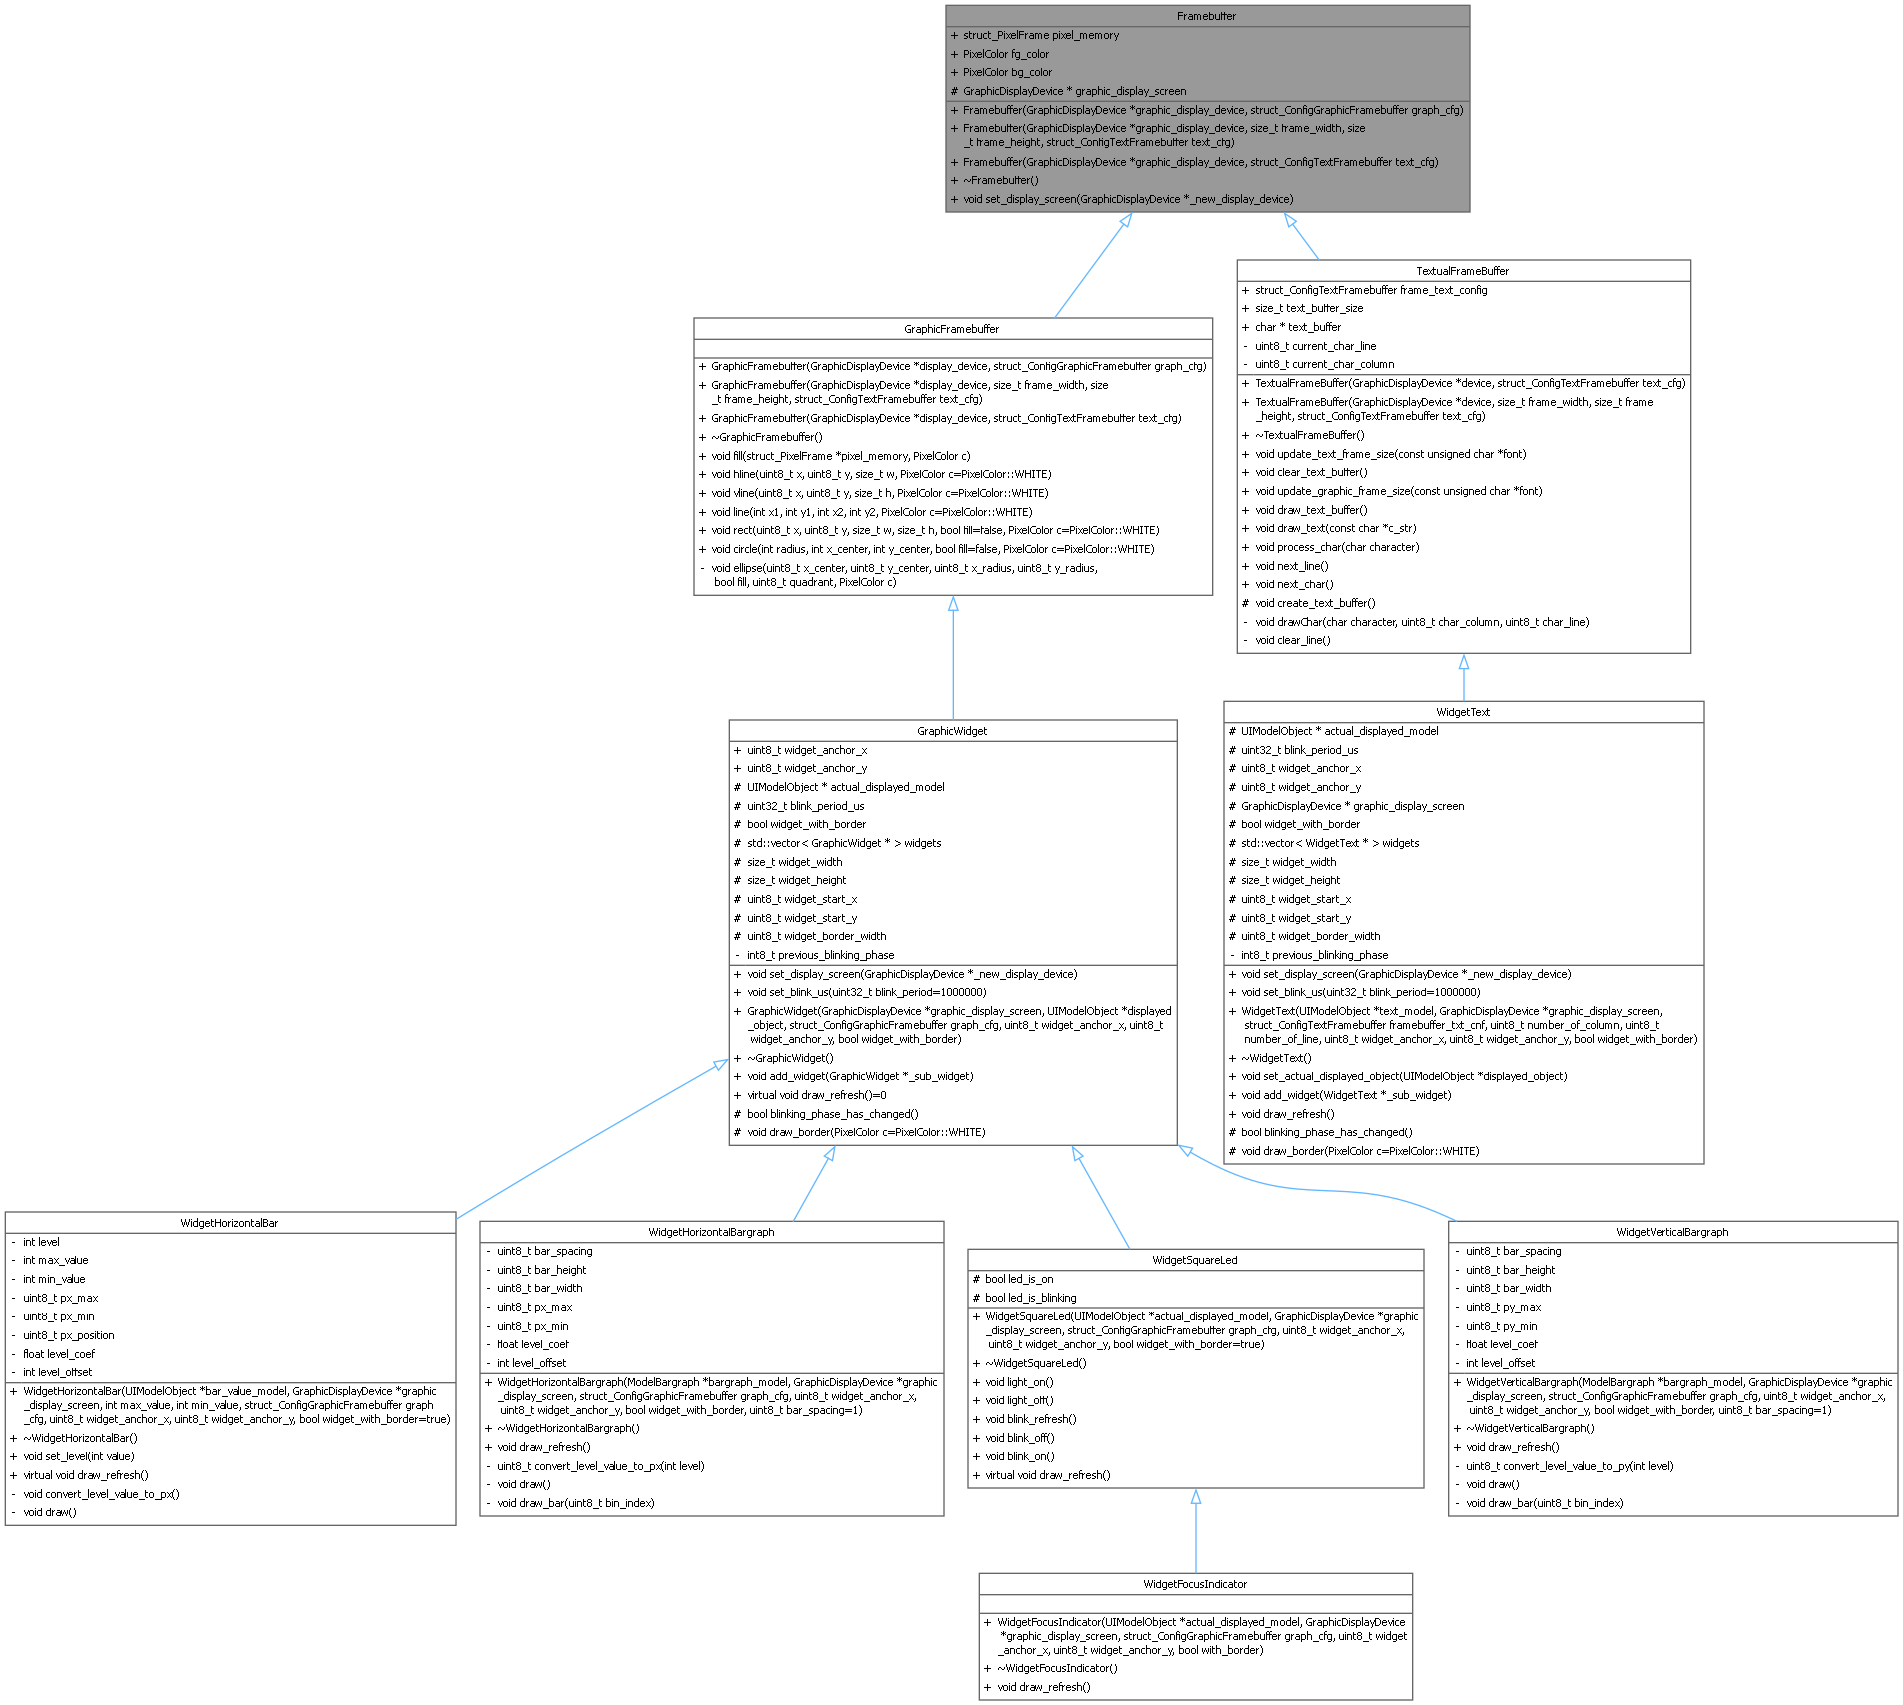 Framebuffer
+ struct_PixelFrame pixel_memory
+ PixelColor fg_color
+ PixelColor bg_color
# GraphicDisplayDevice * graphic_display_screen
+ Framebuffer(GraphicDisplayDevice *graphic_display_device, struct_ConfigGraphicFramebuffer graph_cfg)
+ Framebuffer(GraphicDisplayDevice *graphic_display_device, size_t frame_width, size
_t frame_height, struct_ConfigTextFramebuffer text_cfg)
+ Framebuffer(GraphicDisplayDevice *graphic_display_device, struct_ConfigTextFramebuffer text_cfg)
+ ~Framebuffer()
+ void set_display_screen(GraphicDisplayDevice *_new_display_device)
TextualFrameBuffer
+ struct_ConfigTextFramebuffer frame_text_config
+ size_t text_buffer_size
+ char * text_buffer
- uint8_t current_char_line
- uint8_t current_char_column
+ TextualFrameBuffer(GraphicDisplayDevice *device, struct_ConfigTextFramebuffer text_cfg)
+ TextualFrameBuffer(GraphicDisplayDevice *device, size_t frame_width, size_t frame
_height, struct_ConfigTextFramebuffer text_cfg)
+ ~TextualFrameBuffer()
+ void update_text_frame_size(const unsigned char *font)
+ void clear_text_buffer()
+ void update_graphic_frame_size(const unsigned char *font)
+ void draw_text_buffer()
+ void draw_text(const char *c_str)
+ void process_char(char character)
+ void next_line()
+ void next_char()
# void create_text_buffer()
- void drawChar(char character, uint8_t char_column, uint8_t char_line)
- void clear_line()
GraphicFramebuffer
+ GraphicFramebuffer(GraphicDisplayDevice *display_device, struct_ConfigGraphicFramebuffer graph_cfg)
+ GraphicFramebuffer(GraphicDisplayDevice *display_device, size_t frame_width, size
_t frame_height, struct_ConfigTextFramebuffer text_cfg)
+ GraphicFramebuffer(GraphicDisplayDevice *display_device, struct_ConfigTextFramebuffer text_cfg)
+ ~GraphicFramebuffer()
+ void fill(struct_PixelFrame *pixel_memory, PixelColor c)
+ void hline(uint8_t x, uint8_t y, size_t w, PixelColor c=PixelColor::WHITE)
+ void vline(uint8_t x, uint8_t y, size_t h, PixelColor c=PixelColor::WHITE)
+ void line(int x1, int y1, int x2, int y2, PixelColor c=PixelColor::WHITE)
+ void rect(uint8_t x, uint8_t y, size_t w, size_t h, bool fill=false, PixelColor c=PixelColor::WHITE)
+ void circle(int radius, int x_center, int y_center, bool fill=false, PixelColor c=PixelColor::WHITE)
- void ellipse(uint8_t x_center, uint8_t y_center, uint8_t x_radius, uint8_t y_radius,
bool fill, uint8_t quadrant, PixelColor c)
GraphicWidget
+ uint8_t widget_anchor_x
+ uint8_t widget_anchor_y
# UIModelObject * actual_displayed_model
# uint32_t blink_period_us
# bool widget_with_border
# std::vector< GraphicWidget * > widgets
# size_t widget_width
# size_t widget_height
# uint8_t widget_start_x
# uint8_t widget_start_y
# uint8_t widget_border_width
- int8_t previous_blinking_phase
+ void set_display_screen(GraphicDisplayDevice *_new_display_device)
+ void set_blink_us(uint32_t blink_period=1000000)
+ GraphicWidget(GraphicDisplayDevice *graphic_display_screen, UIModelObject *displayed
_object, struct_ConfigGraphicFramebuffer graph_cfg, uint8_t widget_anchor_x, uint8_t
widget_anchor_y, bool widget_with_border)
+ ~GraphicWidget()
+ void add_widget(GraphicWidget *_sub_widget)
+ virtual void draw_refresh()=0
# bool blinking_phase_has_changed()
# void draw_border(PixelColor c=PixelColor::WHITE)
WidgetText
# UIModelObject * actual_displayed_model
# uint32_t blink_period_us
# uint8_t widget_anchor_x
# uint8_t widget_anchor_y
# GraphicDisplayDevice * graphic_display_screen
# bool widget_with_border
# std::vector< WidgetText * > widgets
# size_t widget_width
# size_t widget_height
# uint8_t widget_start_x
# uint8_t widget_start_y
# uint8_t widget_border_width
- int8_t previous_blinking_phase
+ void set_display_screen(GraphicDisplayDevice *_new_display_device)
+ void set_blink_us(uint32_t blink_period=1000000)
+ WidgetText(UIModelObject *text_model, GraphicDisplayDevice *graphic_display_screen,
struct_ConfigTextFramebuffer framebuffer_txt_cnf, uint8_t number_of_column, uint8_t
number_of_line, uint8_t widget_anchor_x, uint8_t widget_anchor_y, bool widget_with_border)
+ ~WidgetText()
+ void set_actual_displayed_object(UIModelObject *displayed_object)
+ void add_widget(WidgetText *_sub_widget)
+ void draw_refresh()
# bool blinking_phase_has_changed()
# void draw_border(PixelColor c=PixelColor::WHITE)
WidgetHorizontalBar
- int level
- int max_value
- int min_value
- uint8_t px_max
- uint8_t px_min
- uint8_t px_position
- float level_coef
- int level_offset
+ WidgetHorizontalBar(UIModelObject *bar_value_model, GraphicDisplayDevice *graphic
_display_screen, int max_value, int min_value, struct_ConfigGraphicFramebuffer graph
_cfg, uint8_t widget_anchor_x, uint8_t widget_anchor_y, bool widget_with_border=true)
+ ~WidgetHorizontalBar()
+ void set_level(int value)
+ virtual void draw_refresh()
- void convert_level_value_to_px()
- void draw()
WidgetHorizontalBargraph
- uint8_t bar_spacing
- uint8_t bar_height
- uint8_t bar_width
- uint8_t px_max
- uint8_t px_min
- float level_coef
- int level_offset
+ WidgetHorizontalBargraph(ModelBargraph *bargraph_model, GraphicDisplayDevice *graphic
_display_screen, struct_ConfigGraphicFramebuffer graph_cfg, uint8_t widget_anchor_x,
uint8_t widget_anchor_y, bool widget_with_border, uint8_t bar_spacing=1)
+ ~WidgetHorizontalBargraph()
+ void draw_refresh()
- uint8_t convert_level_value_to_px(int level)
- void draw()
- void draw_bar(uint8_t bin_index)
WidgetSquareLed
# bool led_is_on
# bool led_is_blinking
+ WidgetSquareLed(UIModelObject *actual_displayed_model, GraphicDisplayDevice *graphic
_display_screen, struct_ConfigGraphicFramebuffer graph_cfg, uint8_t widget_anchor_x,
uint8_t widget_anchor_y, bool widget_with_border=true)
+ ~WidgetSquareLed()
+ void light_on()
+ void light_off()
+ void blink_refresh()
+ void blink_off()
+ void blink_on()
+ virtual void draw_refresh()
WidgetVerticalBargraph
- uint8_t bar_spacing
- uint8_t bar_height
- uint8_t bar_width
- uint8_t py_max
- uint8_t py_min
- float level_coef
- int level_offset
+ WidgetVerticalBargraph(ModelBargraph *bargraph_model, GraphicDisplayDevice *graphic
_display_screen, struct_ConfigGraphicFramebuffer graph_cfg, uint8_t widget_anchor_x,
uint8_t widget_anchor_y, bool widget_with_border, uint8_t bar_spacing=1)
+ ~WidgetVerticalBargraph()
+ void draw_refresh()
- uint8_t convert_level_value_to_py(int level)
- void draw()
- void draw_bar(uint8_t bin_index)
WidgetFocusIndicator
+ WidgetFocusIndicator(UIModelObject *actual_displayed_model, GraphicDisplayDevice
*graphic_display_screen, struct_ConfigGraphicFramebuffer graph_cfg, uint8_t widget
_anchor_x, uint8_t widget_anchor_y, bool with_border)
+ ~WidgetFocusIndicator()
+ void draw_refresh()